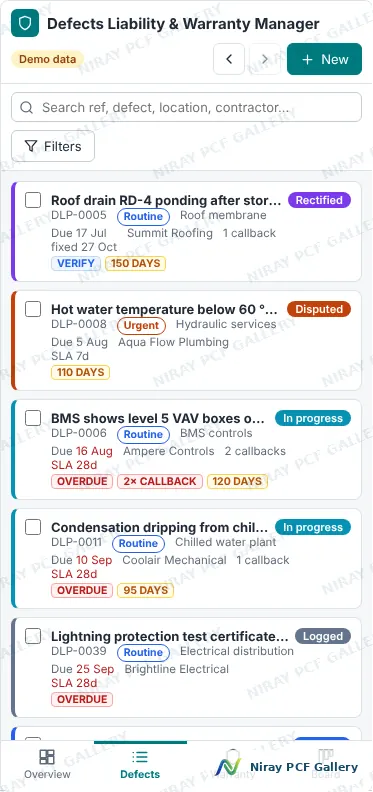 Defects Liability & Warranty Manager
Demo data
New
Search ref, defect, location, contractor...
Filters
Roof drain RD-4 ponding after stor... Rectified
DLP-0005 Routine Roof membrane
Due 17 Jul Summit Roofing 1 callback
fixed 27 Oct
VERIFY 150 DAYS
Hot water temperature below 60 °... Disputed
DLP-0008 Urgent Hydraulic services
Due 5 Aug Aqua Flow Plumbing
SLA 7d
110 DAYS
BMS shows level 5 VAV boxes o... In progress
DLP-0006 Routine BMS controls
Due 16 Aug Ampere Controls 2 callbacks
SLA 28d
OVERDUE 2× CALLBACK 120 DAYS
Condensation dripping from chil... In progress
DLP-0011 Routine Chilled water plant
Due 10 Sep Coolair Mechanical 1 callback
SLA 28d
OVERDUE 95 DAYS
Lightning protection test certificate... Logged
DLP-0039 Routine Electrical distribution
Due 25 Sep Brightline Electrical
SLA 28d
OVERDUE
Overview Defects Warranty Board
Niray PCF Gallery
NIRAY PCF GALLERY